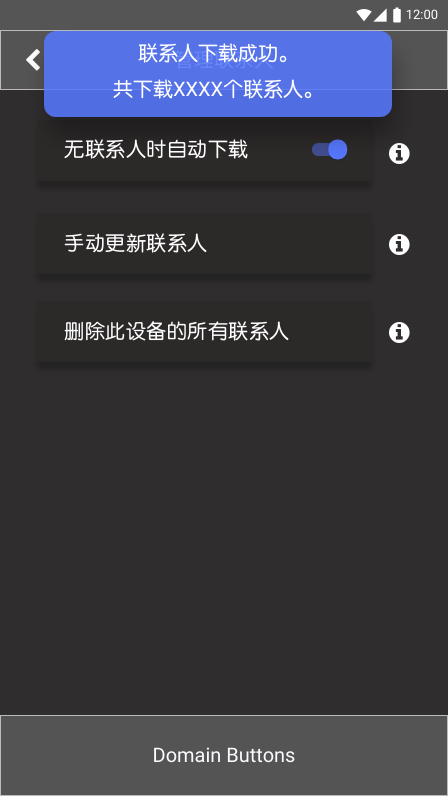 12:00
联系人下载成功。
共下载XXXX个联系人。
无联系人时自动下载
手动更新联系人
删除此设备的所有联系人
Domain Buttons